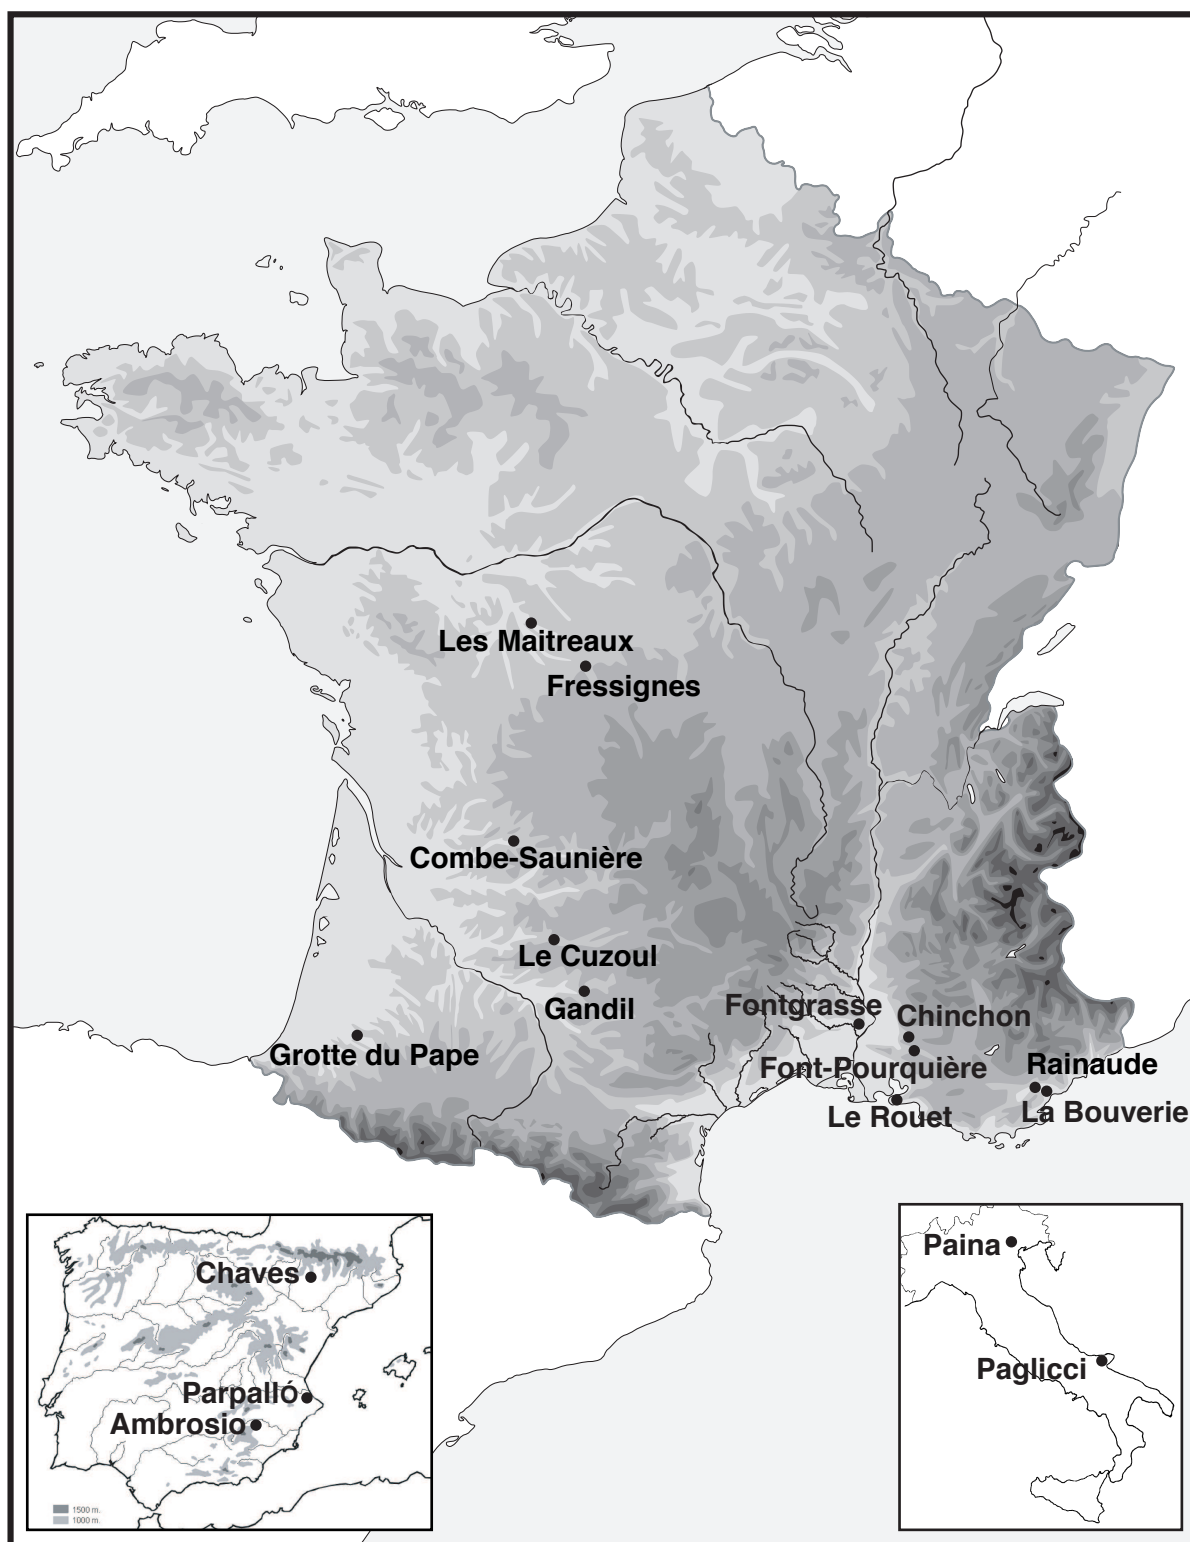 Les Maitreaux
Fressignes
Combe-Saunière
Le Cuzoul
Gandil
Fontgrasse
Chinchon
Grotte du Pape
Font-Pourquière
Rainaude
Le Rouet
La Bouverie
Chaves
Parpalló
Ambrosio
1500 m.
1000 m.
Paina
Paglicci